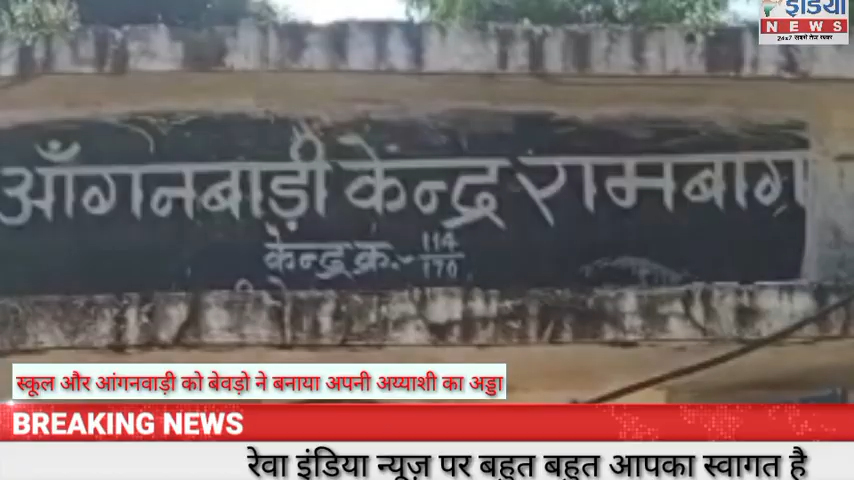 इंडिया
NEWS
24x7 सबसे तेज खबर
आँगनबाड़ी केन्द्र रामबाग
केन्द्र क्र.- 114/170
स्कूल और आंगनवाड़ी को बेवड़ो ने बनाया अपनी अय्याशी का अड्डा
BREAKING NEWS
रेवा इंडिया न्यूज़ पर बहुत बहुत आपका स्वागत है